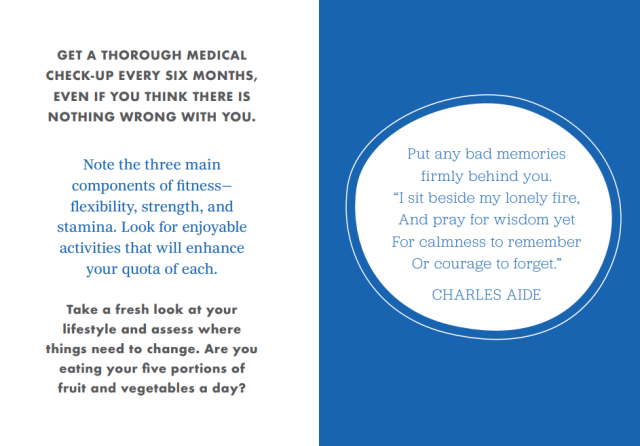 GET A THOROUGH MEDICAL
CHECK-UP EVERY SIX MONTHS,
EVEN IF YOU THINK THERE IS
NOTHING WRONG WITH YOU.
Note the three main
components of fitness—
flexibility, strength, and
stamina. Look for enjoyable
activities that will enhance
your quota of each.
Take a fresh look at your
lifestyle and assess where
things need to change. Are you
eating your five portions of
fruit and vegetables a day?
Put any bad memories
firmly behind you.
“I sit beside my lonely fire,
And pray for wisdom yet
For calmness to remember
Or courage to forget.”
CHARLES AIDE